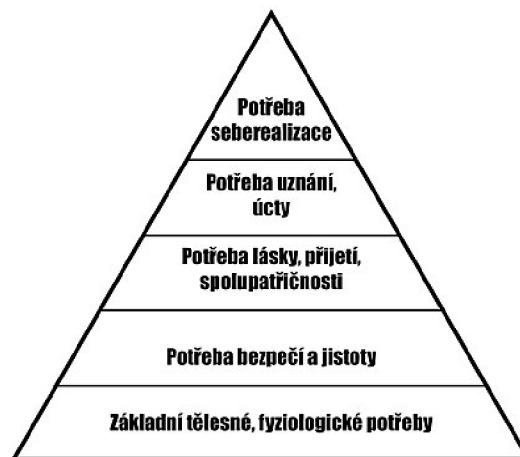 Potřeba
seberealizace
Potřeba uznání,
úcty
Potřeba lásky, přijetí,
spolupatřičnosti
Potřeba bezpečí a jistoty
Základní tělesné, fyziologické potřeby